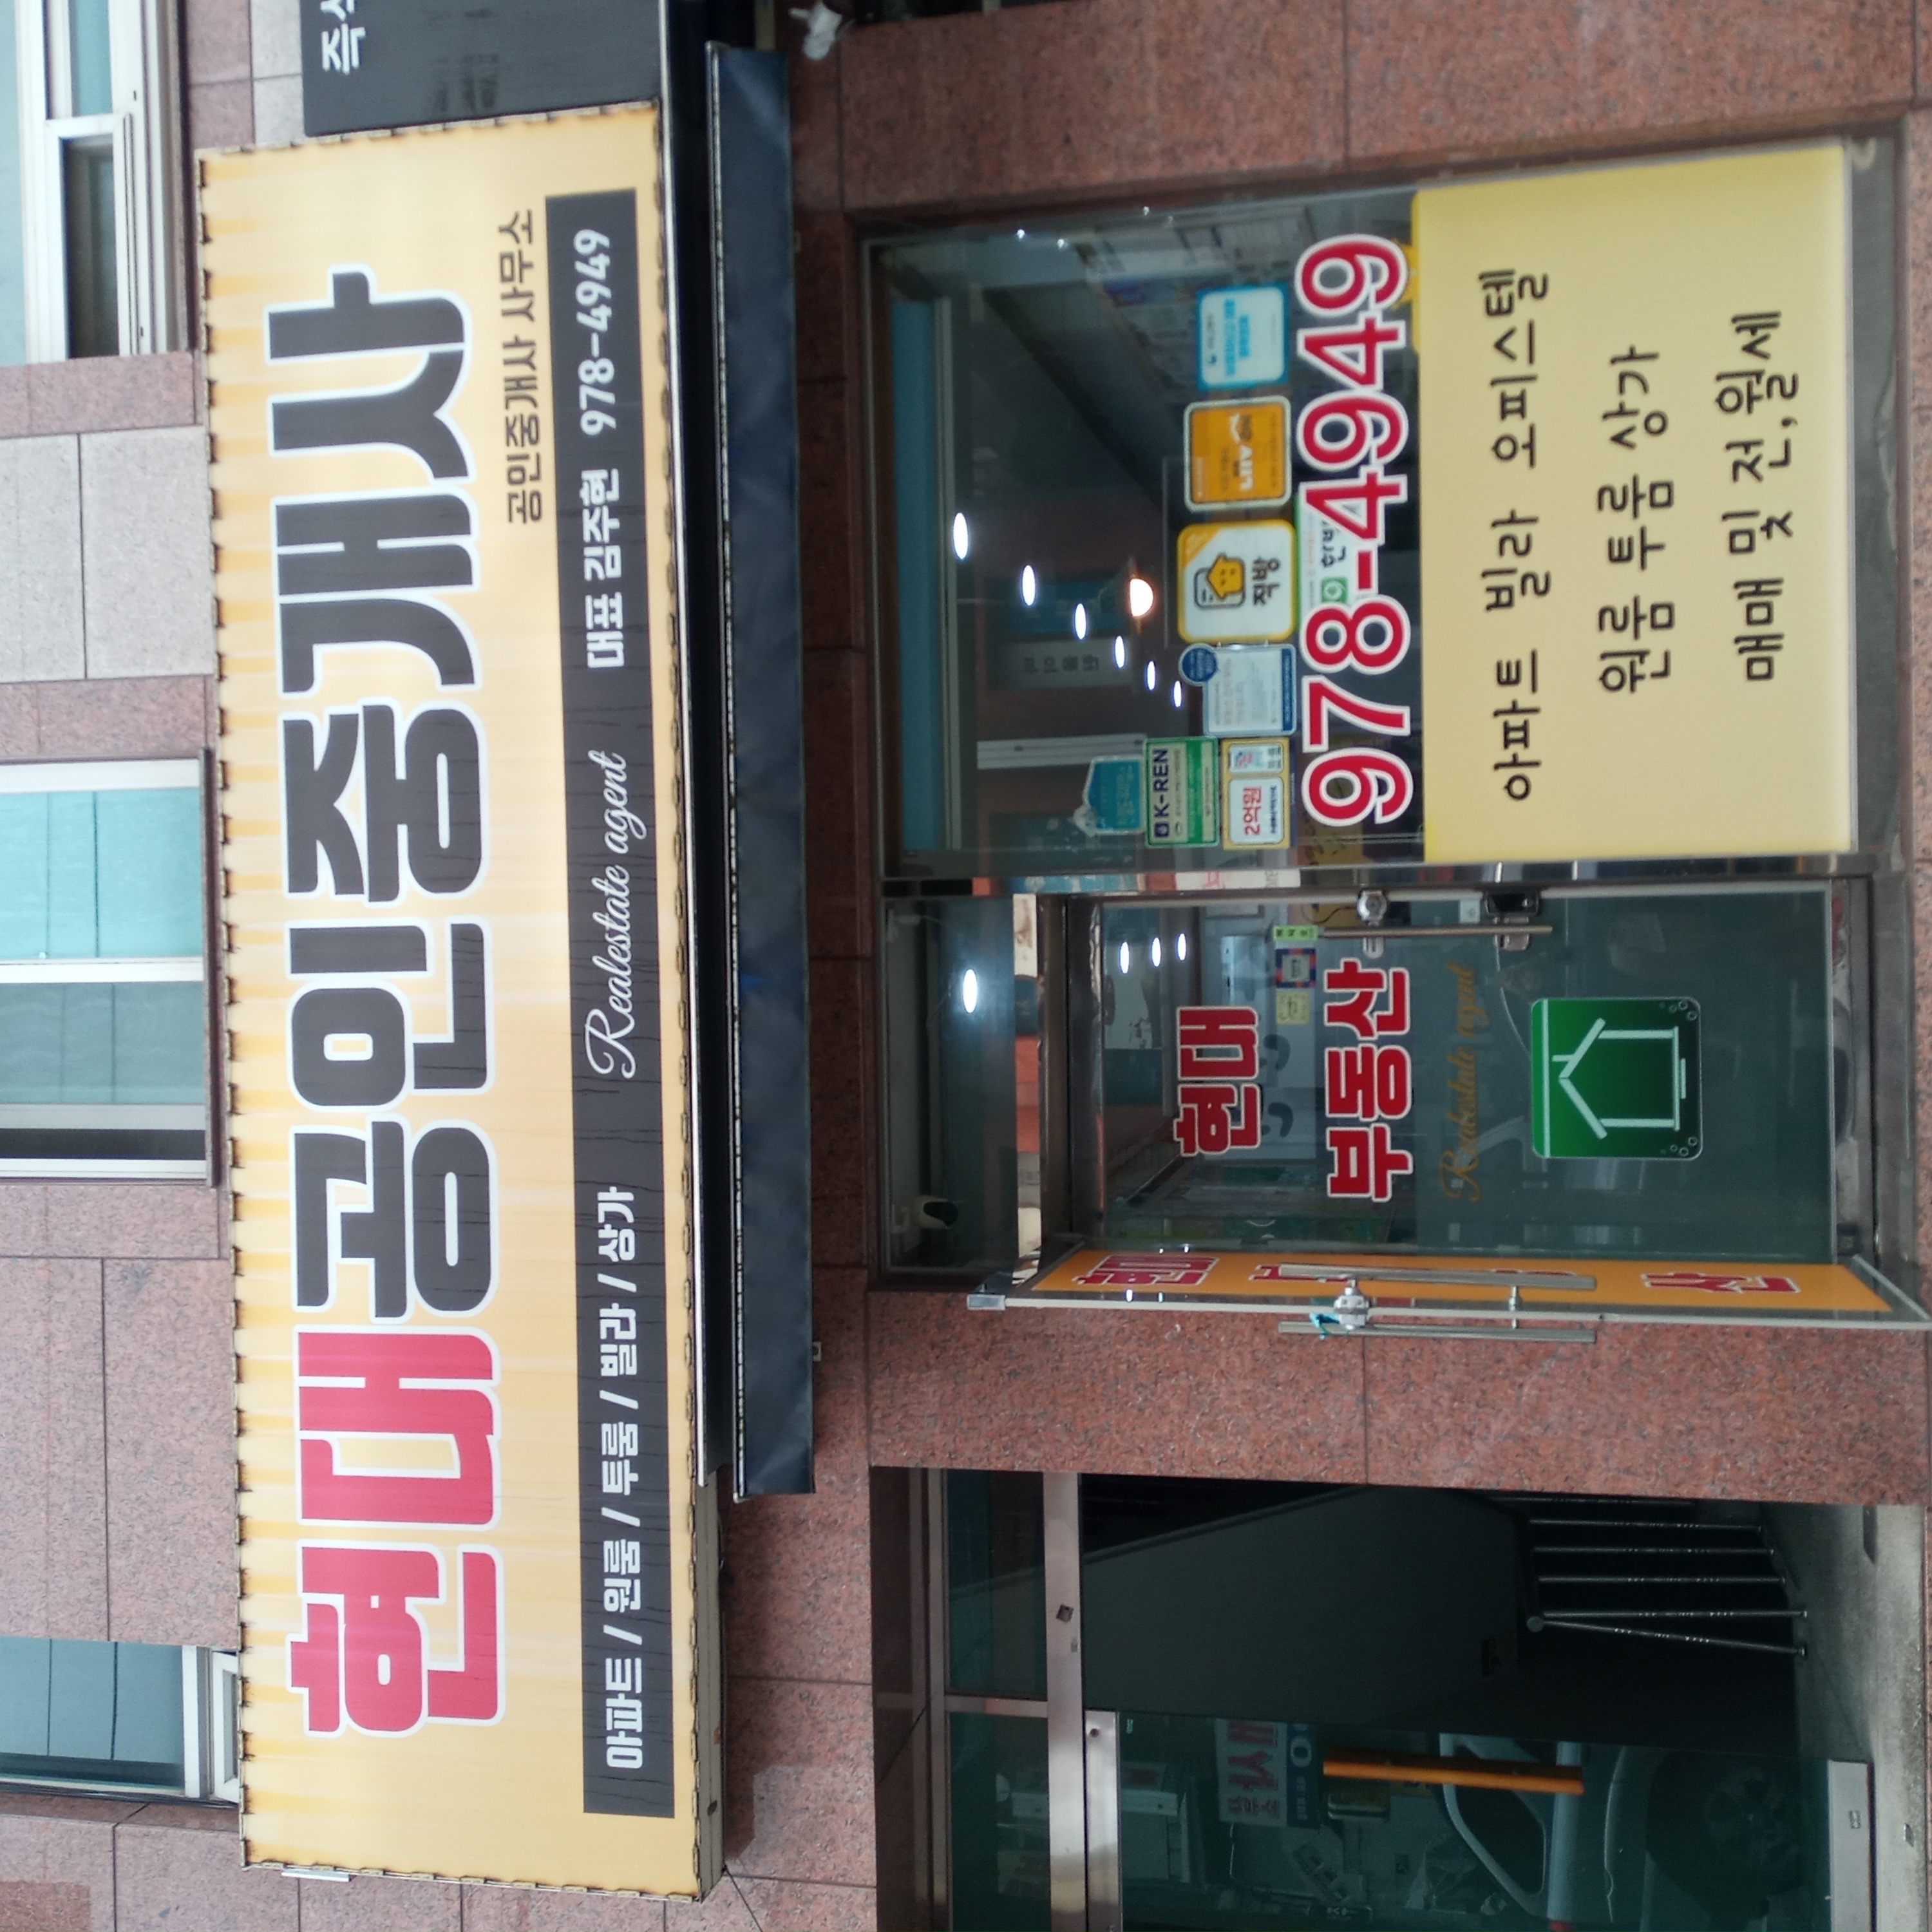 현대공인중개사
공인중개사 사무소
아파트 / 원룸 / 투룸 / 빌라 / 상가 Realestate agent 대표 김주현 978-4949
K-REN
2억원
직방
978-4949
아파트 빌라 오피스텔
원룸 투룸 상가
매매 및 전,월세
현대
부동산
Realestate agent
현대